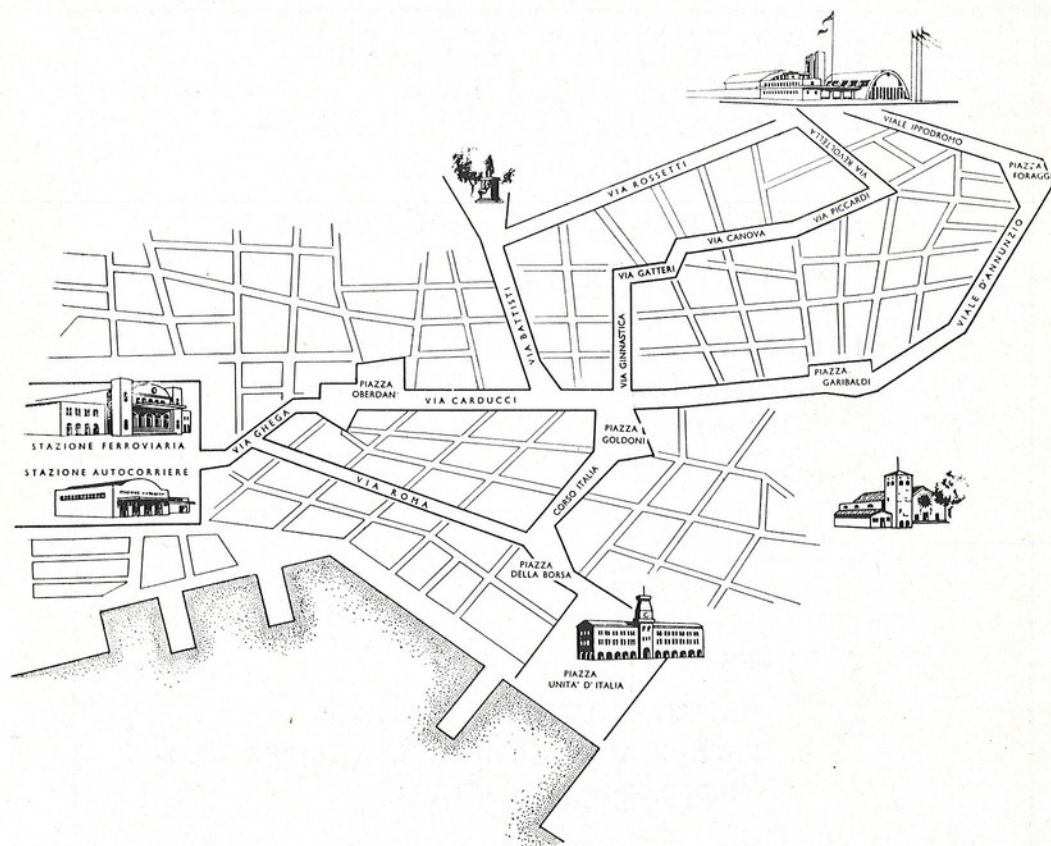 VIALE IPPODROMO
VIA REVOLTELLA
PIAZZA
FORAGGI
VIA ROSSETTI
VIA PICCARDI
VIA CANOVA
VIA GATTERI
VIALE D'ANNUNZIO
VIA BATTISTI
VIA GINNASTICA
PIAZZA
GARIBALDI
PIAZZA
OBERDAN
VIA CARDUCCI
PIAZZA
GOLDONI
VIA GHEGA
STAZIONE FERROVIARIA
STAZIONE AUTOCORRIERE
VIA ROMA
CORSO ITALIA
PIAZZA
DELLA BORSA
PIAZZA
UNITA' D'ITALIA